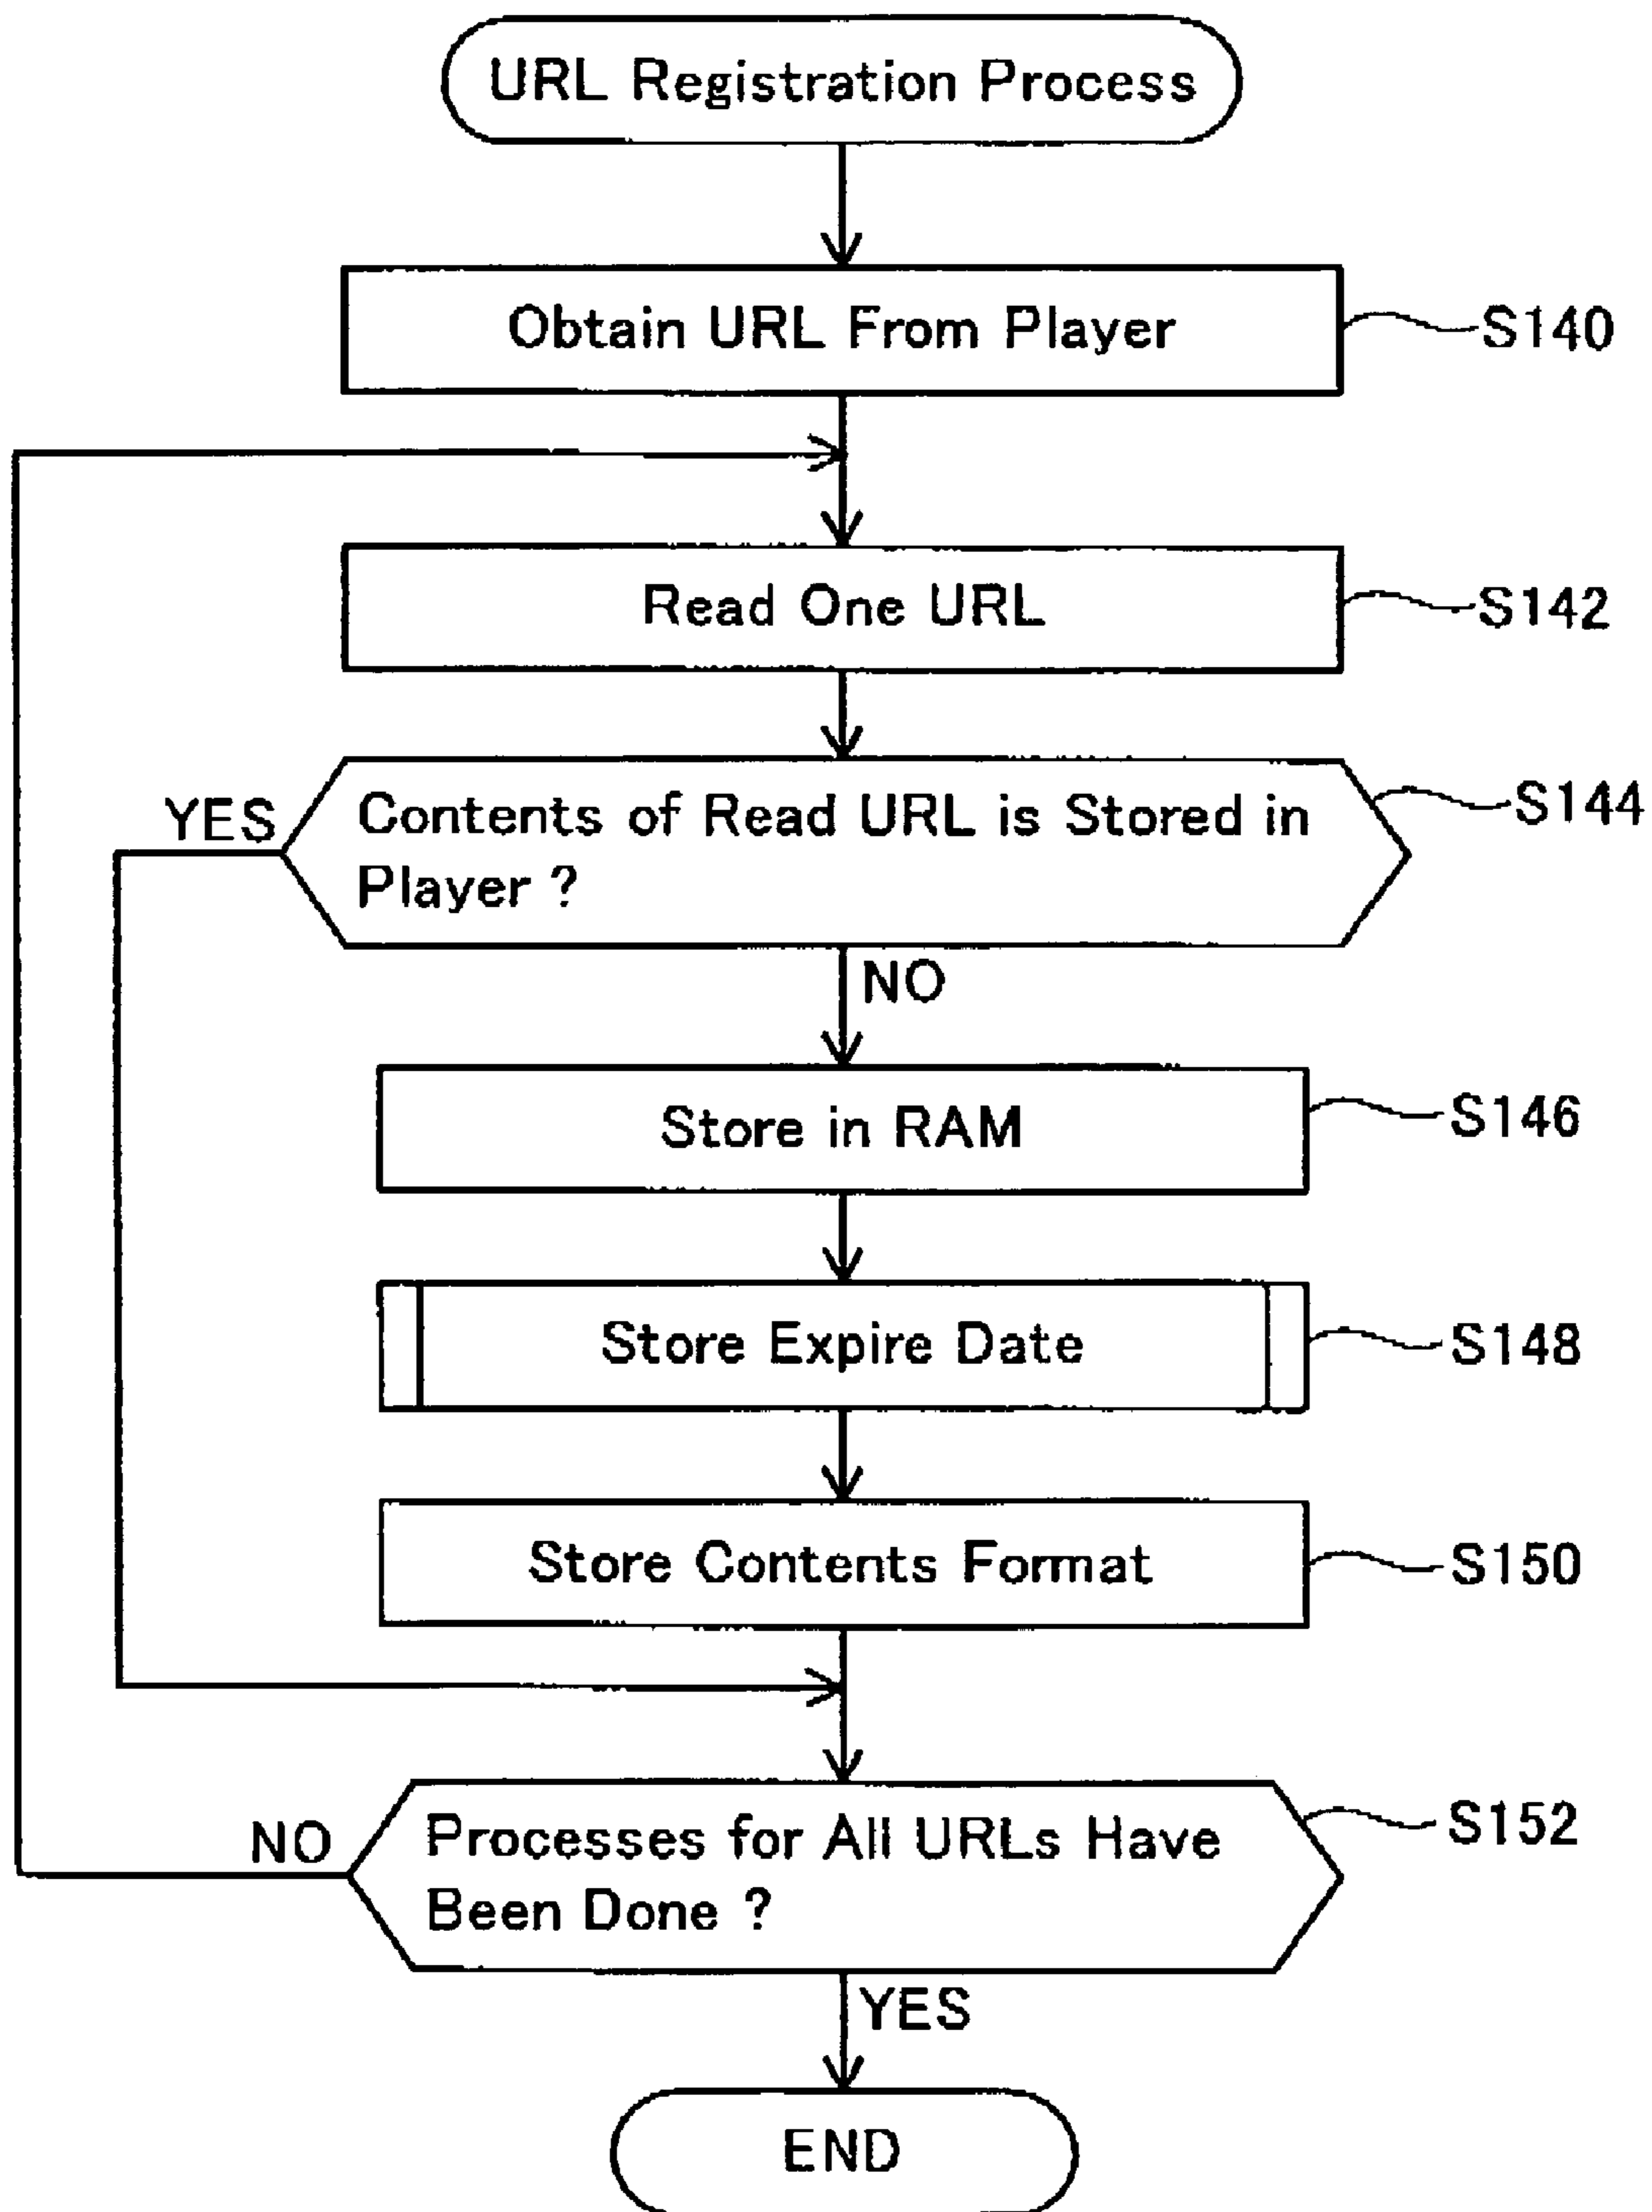 URL Registration Process
Obtain URL From Player
S140
Read One URL
S142
YES
Contents of Read URL is Stored in
Player ?
S144
NO
Store in RAM
S146
Store Expire Date
S148
Store Contents Format
S150
NO
Processes for All URLs Have
Been Done ?
S152
YES
END